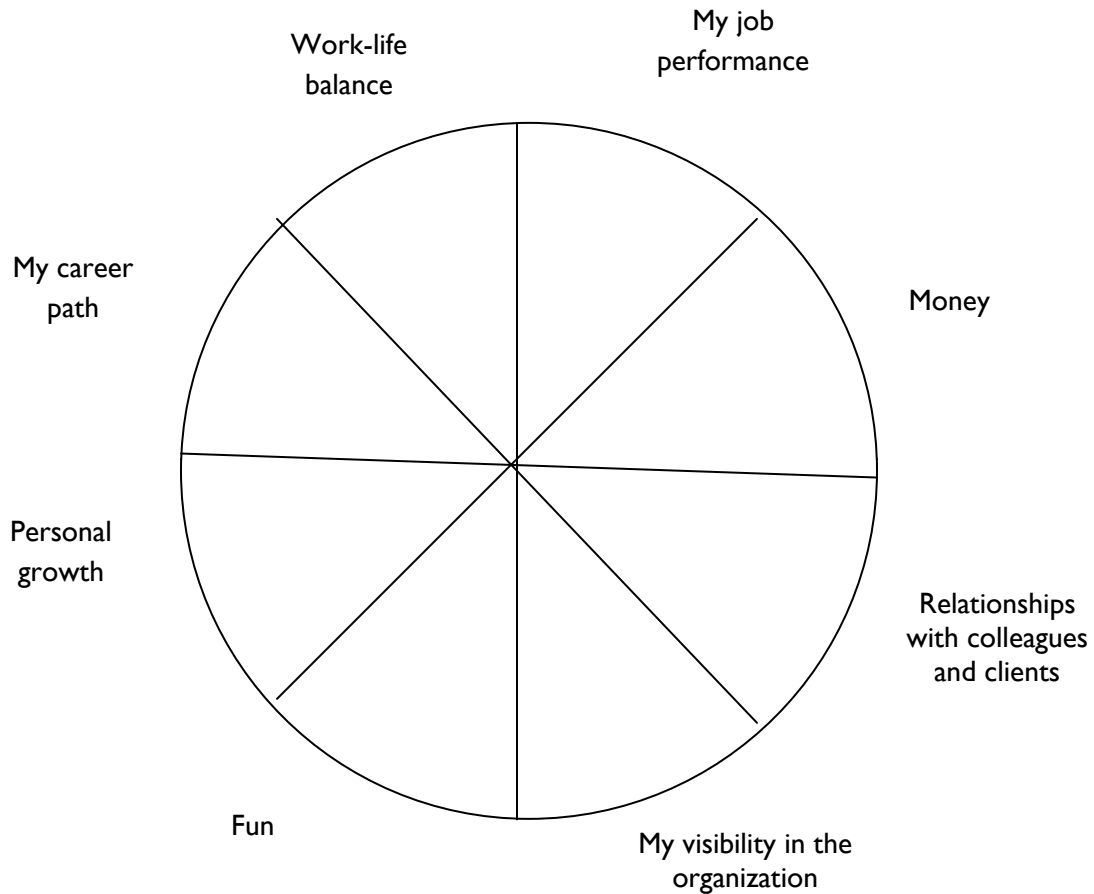 My job
performance
Work-life
balance
My career
path
Money
Personal
growth
Relationships
with colleagues
and clients
Fun
My visibility in the
organization